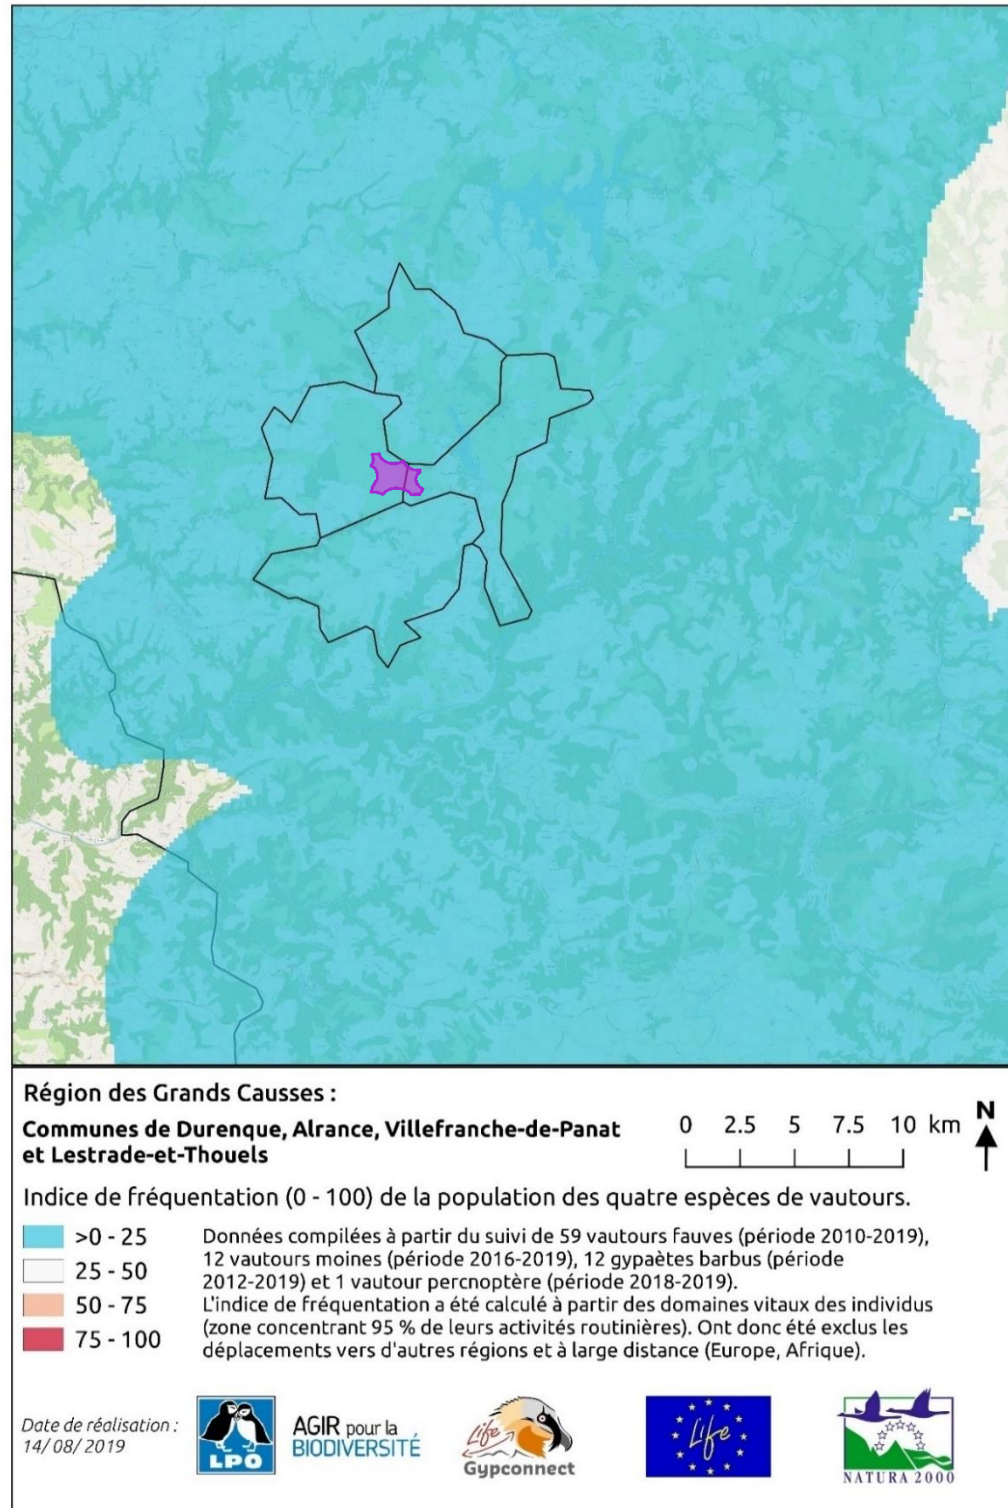 Région des Grands Causses :
Communes de Durenque, Alrance, Villefranche-de-Panat
et Lestrade-et-Thouels
0 2.5 5 7.5 10 km
N
Indice de fréquentation (0 - 100) de la population des quatre espèces de vautours.
>0 - 25
25 - 50
50 - 75
75 - 100
Données compilées à partir du suivi de 59 vautours fauves (période 2010-2019),
12 vautours moines (période 2016-2019), 12 gypaètes barbus (période
2012-2019) et 1 vautour percnoptère (période 2018-2019).
L'indice de fréquentation a été calculé à partir des domaines vitaux des individus
(zone concentrant 95 % de leurs activités routinières). Ont donc été exclus les
déplacements vers d'autres régions et à large distance (Europe, Afrique).
Date de réalisation :
14/ 08/ 2019
LPO
AGIR pour la
BIODIVERSITÉ
Life
Gypconnect
Life
NATURA 2000